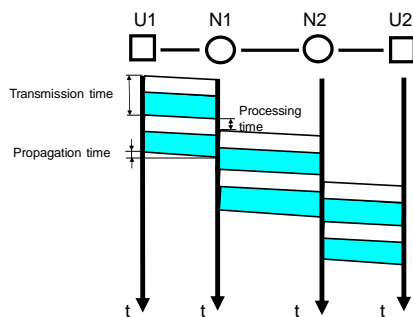 U1 N1 N2 U2
Transmission time
Processing
time
Propagation time
t t t t